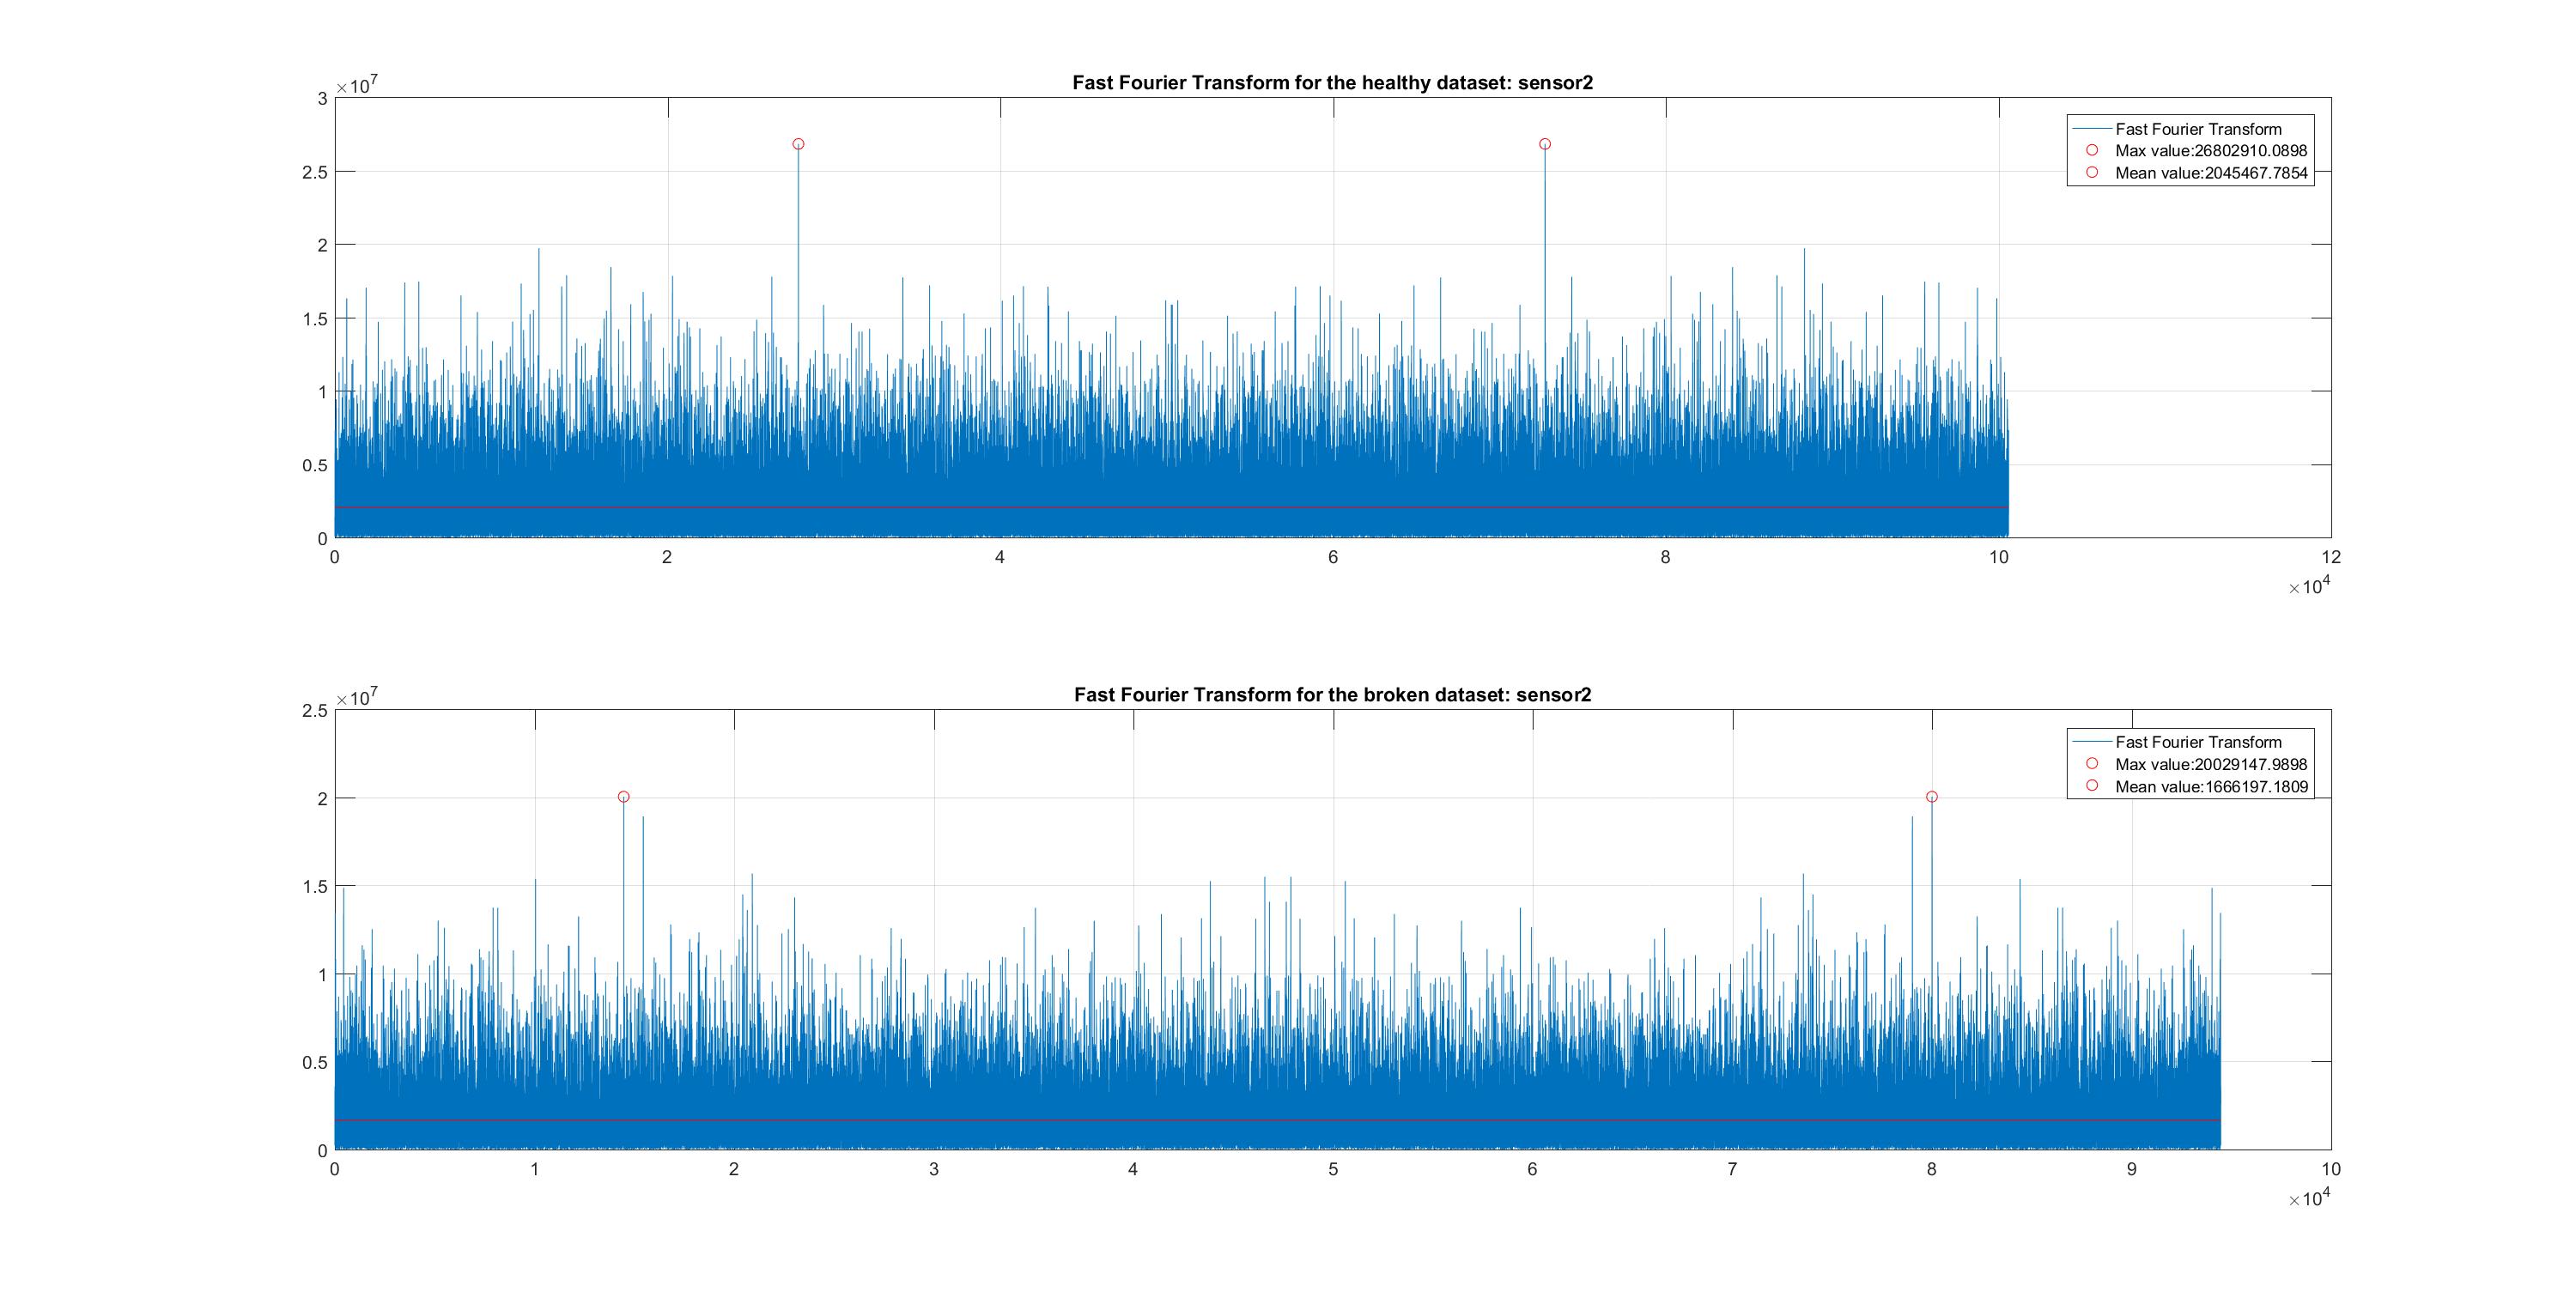 Fast Fourier Transform for the healthy dataset: sensor2
×10^7
3
2.5
2
1.5
1
0.5
0
Fast Fourier Transform
Max value:26802910.0898
Mean value:2045467.7854
0 2 4 6 8 10 12
×10^4
Fast Fourier Transform for the broken dataset: sensor2
×10^7
2.5
2
1.5
1
0.5
0
Fast Fourier Transform
Max value:20029147.9898
Mean value:1666197.1809
0 1 2 3 4 5 6 7 8 9 10
×10^4